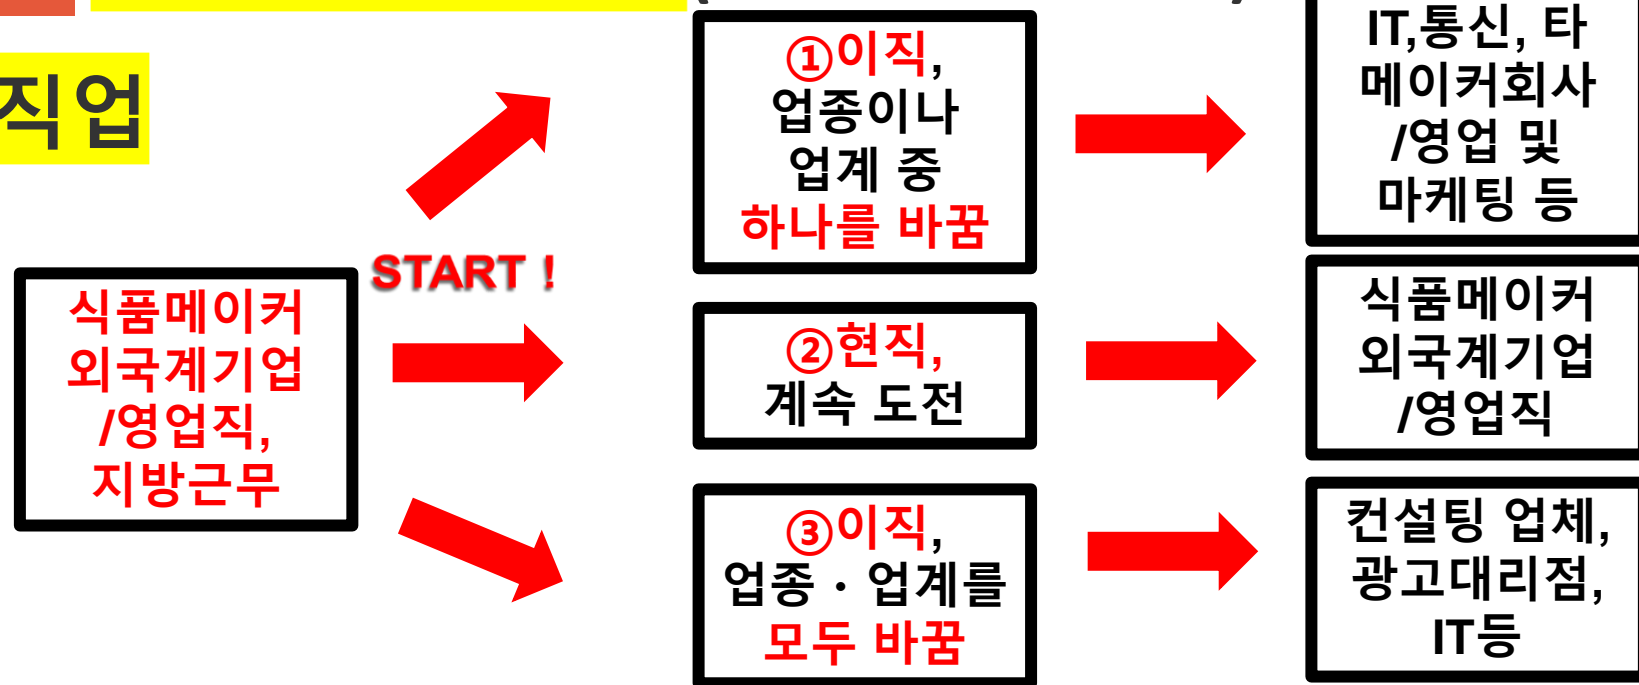 직업
START !
식품메이커
외국계기업
/영업직,
지방근무
①이직,
업종이나
업계 중
하나를 바꿈
②현직,
계속 도전
③이직,
업종 · 업계를
모두 바꿈
IT,통신, 타
메이커회사
/영업 및
마케팅 등
식품메이커
외국계기업
/영업직
컨설팅 업체,
광고대리점,
IT등